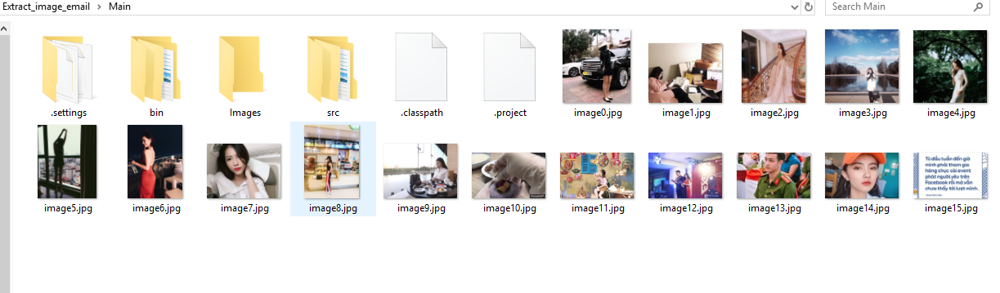 Extract_image_email > Main
Search Main
.settings
bin
Images
src
.classpath
.project
image0.jpg
image1.jpg
image2.jpg
image3.jpg
image4.jpg
Từ đầu tuần đến giờ
mình phải tham gia
hàng chục cái event
phát người yêu trên
Facebook rồi mà vẫn
chưa thấy tới lượt mình.
image5.jpg
image6.jpg
image7.jpg
image8.jpg
image9.jpg
image10.jpg
image11.jpg
image12.jpg
image13.jpg
image14.jpg
image15.jpg